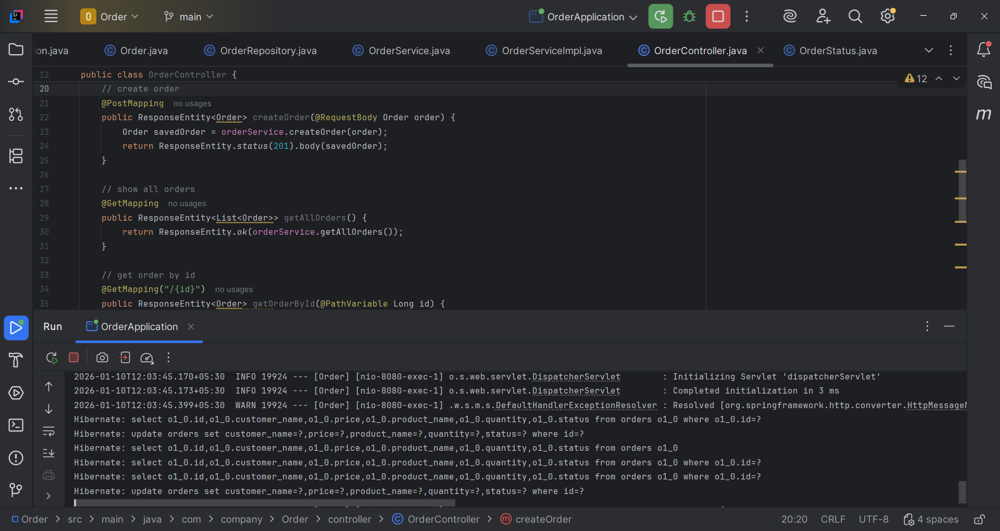 O Order main OrderApplication
ion.java Order.java OrderRepository.java OrderService.java OrderServiceImpl.java OrderController.java OrderStatus.java
12 public class OrderController {
12
20 // create order
21 @PostMapping no usages
22 public ResponseEntity<Order> createOrder(@RequestBody Order order) {
23 Order savedOrder = orderService.createOrder(order);
24 return ResponseEntity.status(201).body(savedOrder);
25 }
26
27 // show all orders
28 @GetMapping no usages
29 public ResponseEntity<List<Order>> getAllOrders() {
30 return ResponseEntity.ok(orderService.getAllOrders());
31 }
32
33 // get order by id
34 @GetMapping("/{id}") no usages
35 public ResponseEntity<Order> getOrderById(@PathVariable Long id) {
Run OrderApplication
2026-01-10T12:03:45.170+05:30 INFO 19924 --- [Order] [nio-8080-exec-1] o.s.web.servlet.DispatcherServlet : Initializing Servlet 'dispatcherServlet'
2026-01-10T12:03:45.173+05:30 INFO 19924 --- [Order] [nio-8080-exec-1] o.s.web.servlet.DispatcherServlet : Completed initialization in 3 ms
2026-01-10T12:03:45.399+05:30 WARN 19924 --- [Order] [nio-8080-exec-1] .w.s.m.s.DefaultHandlerExceptionResolver : Resolved [org.springframework.http.converter.HttpMessage
Hibernate: select o1_0.id,o1_0.customer_name,o1_0.price,o1_0.product_name,o1_0.quantity,o1_0.status from orders o1_0 where o1_0.id=?
Hibernate: update orders set customer_name=?,price=?,product_name=?,quantity=?,status=? where id=?
Hibernate: select o1_0.id,o1_0.customer_name,o1_0.price,o1_0.product_name,o1_0.quantity,o1_0.status from orders o1_0
Hibernate: select o1_0.id,o1_0.customer_name,o1_0.price,o1_0.product_name,o1_0.quantity,o1_0.status from orders o1_0 where o1_0.id=?
Hibernate: select o1_0.id,o1_0.customer_name,o1_0.price,o1_0.product_name,o1_0.quantity,o1_0.status from orders o1_0 where o1_0.id=?
Hibernate: update orders set customer_name=?,price=?,product_name=?,quantity=?,status=? where id=?
Order > src > main > java > com > company > Order > controller > OrderController > createOrder 20:20 CRLF UTF-8 4 spaces